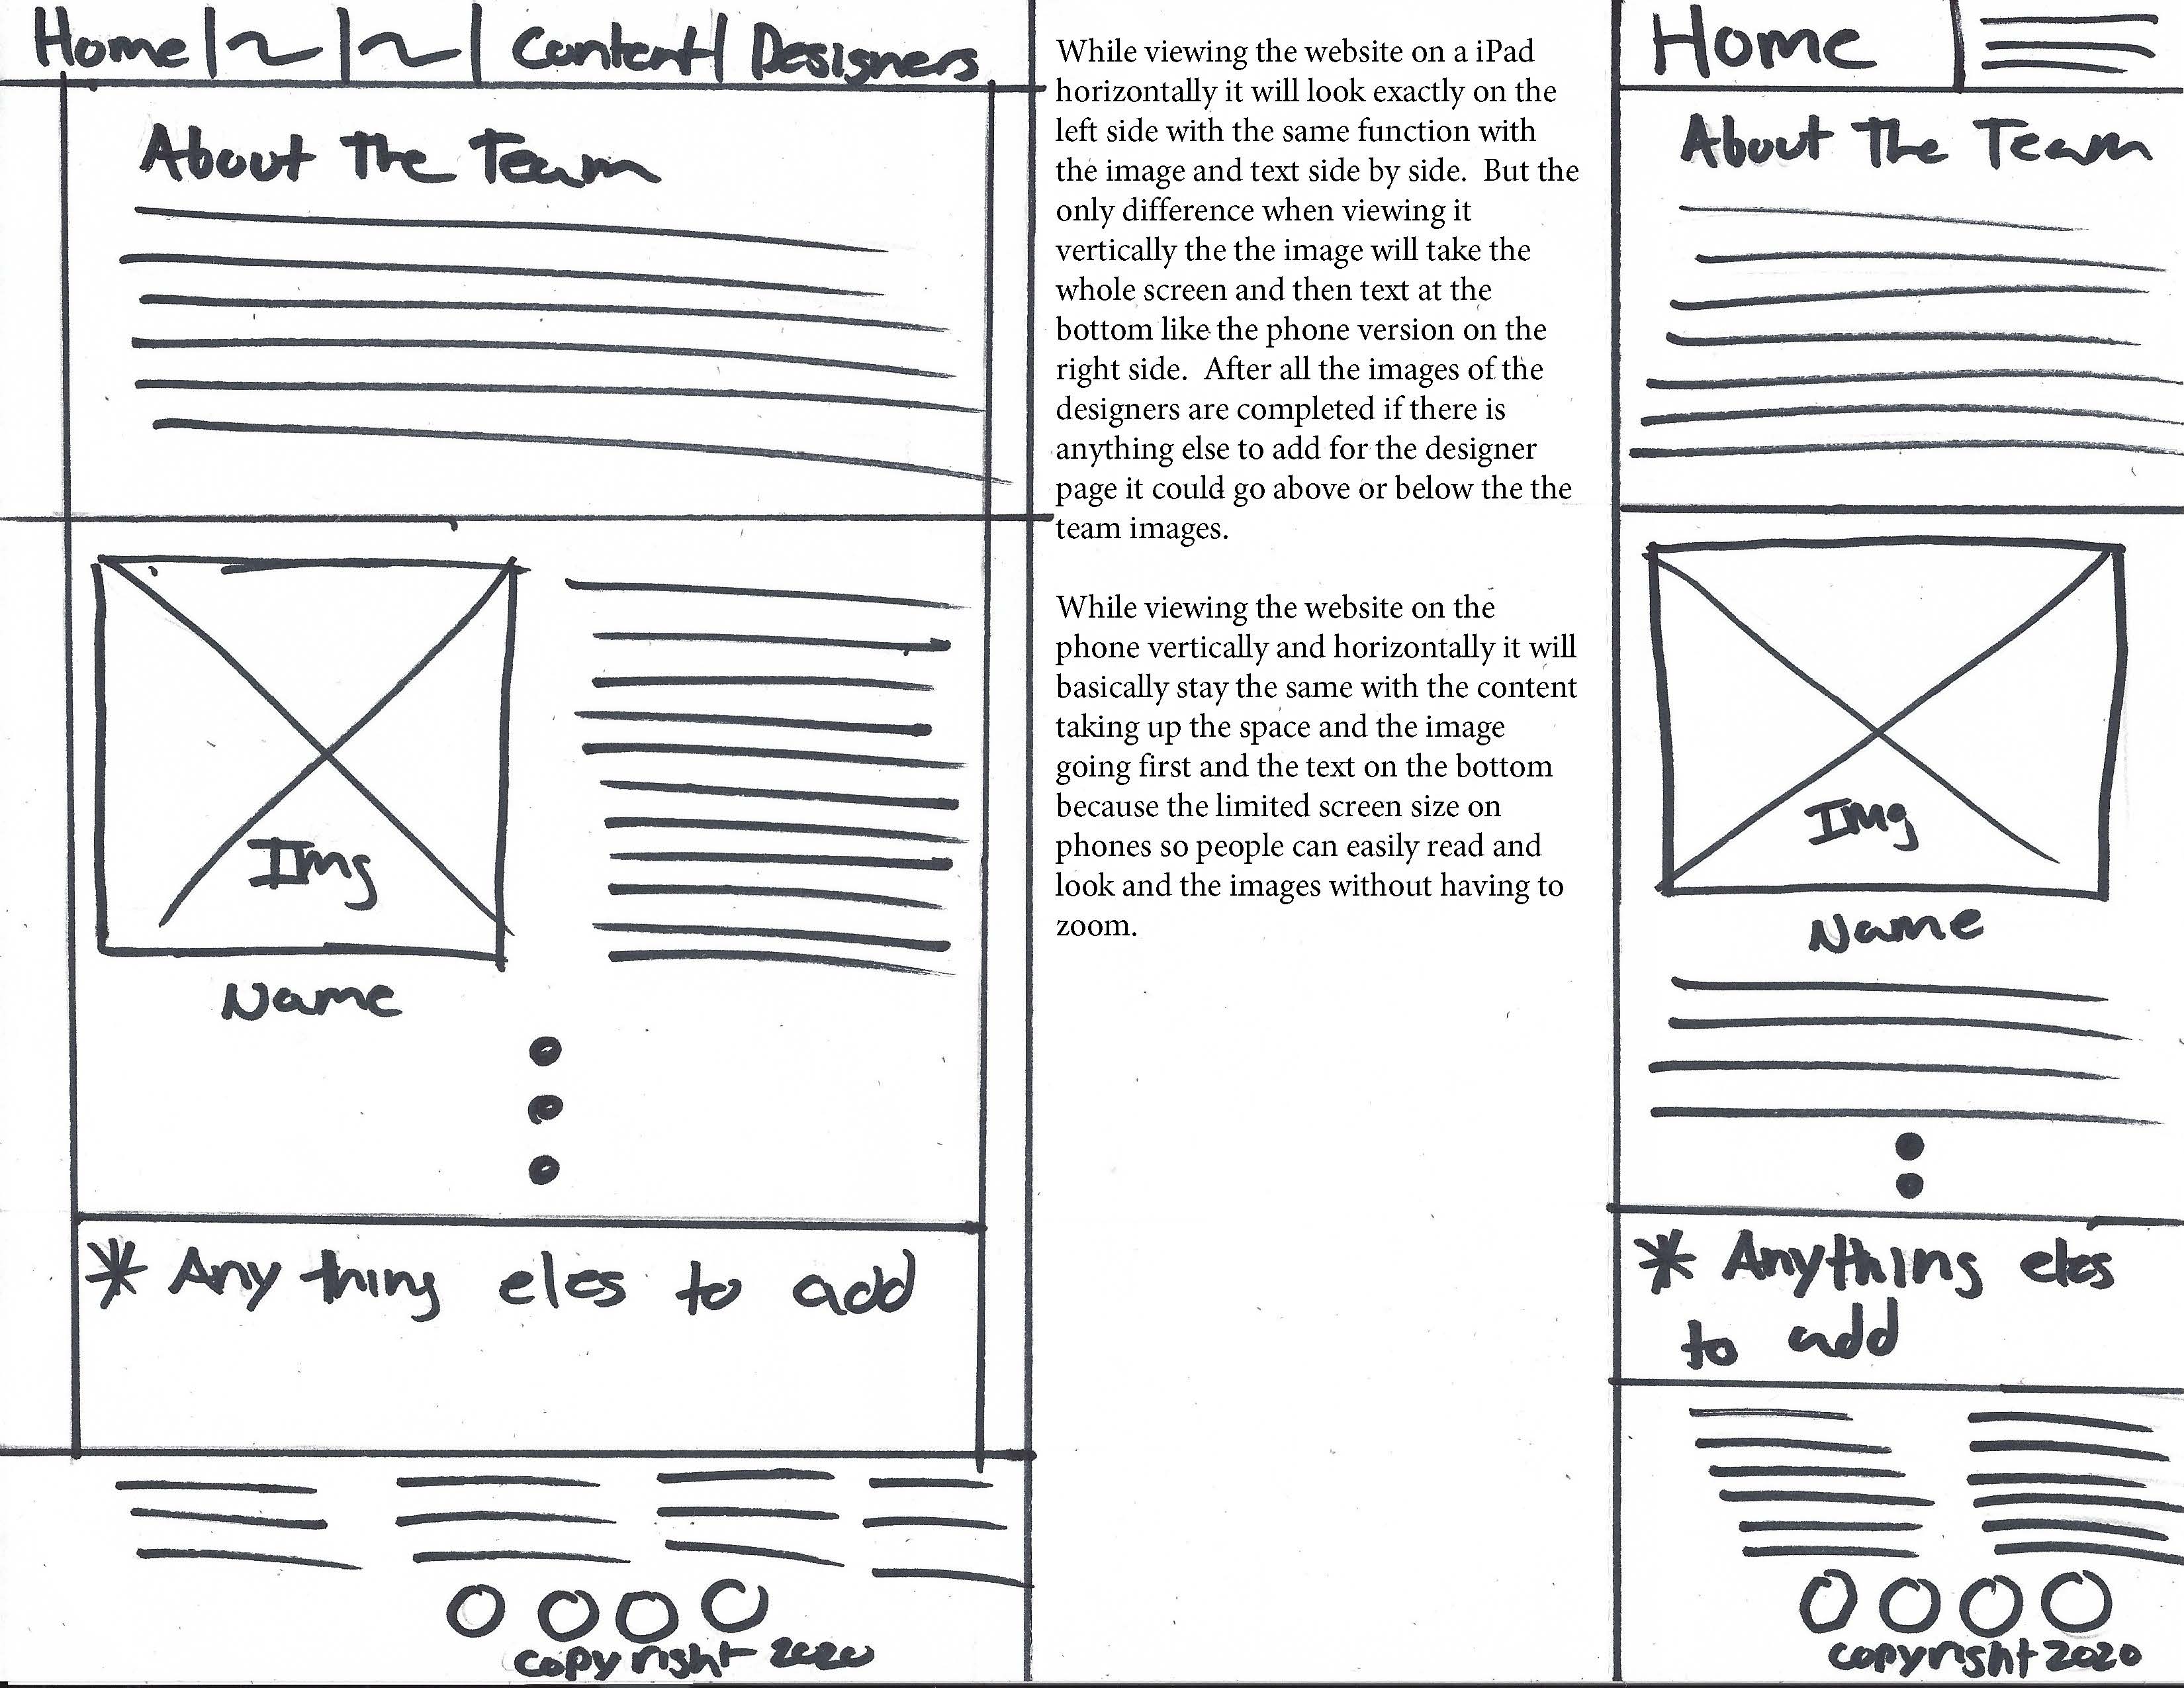 Home | ~ | ~ | Content | Designers
About The Team
Img
Name
* Any thing eles to add
copyright 2020
While viewing the website on a iPad
horizontally it will look exactly on the
left side with the same function with
the image and text side by side.  But the
only difference when viewing it
vertically the the image will take the
whole screen and then text at the
bottom like the phone version on the
right side.  After all the images of the
designers are completed if there is
anything else to add for the designer
page it could go above or below the the
team images.
While viewing the website on the
phone vertically and horizontally it will
basically stay the same with the content
taking up the space and the image
going first and the text on the bottom
because the limited screen size on
phones so people can easily read and
look and the images without having to
zoom.
Home
About The Team
Img
Name
* Anything eles
to add
copyright 2020